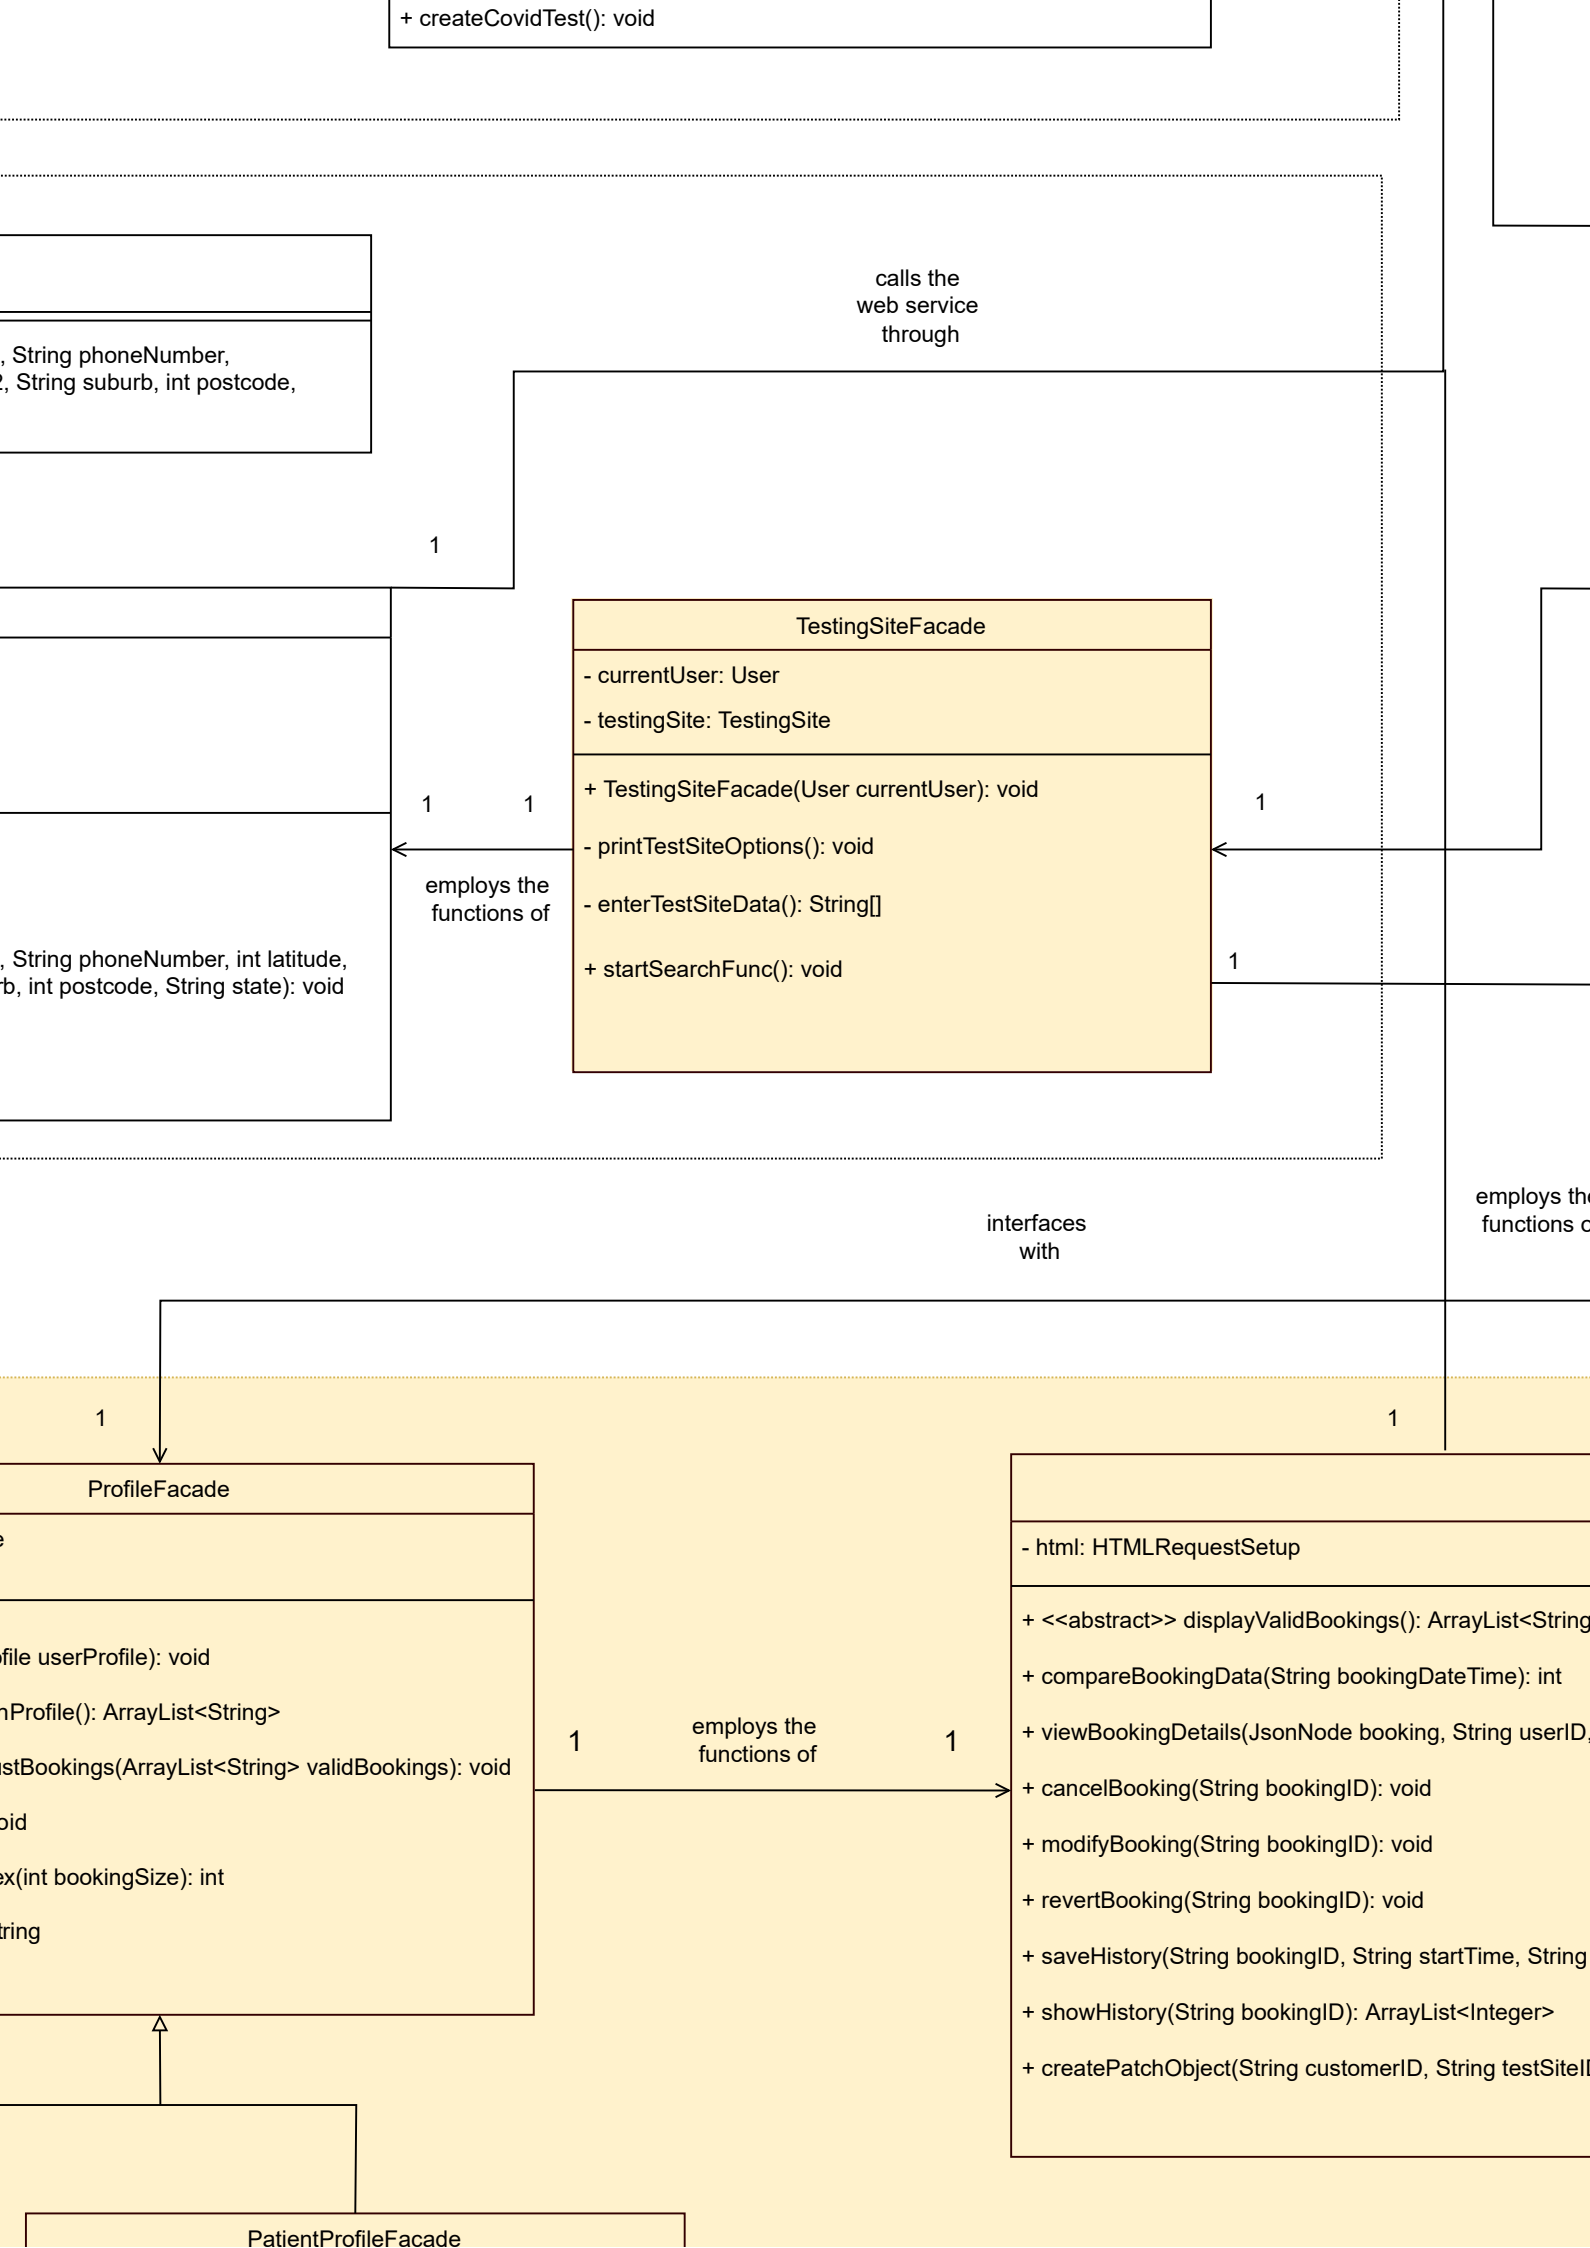 + createCovidTest(): void
calls the
web service
through
, String phoneNumber,
, String suburb, int postcode,
1
TestingSiteFacade
- currentUser: User
- testingSite: TestingSite
+ TestingSiteFacade(User currentUser): void
- printTestSiteOptions(): void
- enterTestSiteData(): String[]
+ startSearchFunc(): void
1
1
employs the
functions of
1
1
, String phoneNumber, int latitude,
rb, int postcode, String state): void
employs the
functions o
interfaces
with
1
1
ProfileFacade
e
file userProfile): void
nProfile(): ArrayList<String>
stBookings(ArrayList<String> validBookings): void
oid
ex(int bookingSize): int
tring
1
employs the
functions of
1
- html: HTMLRequestSetup
+ <<abstract>> displayValidBookings(): ArrayList<String
+ compareBookingData(String bookingDateTime): int
+ viewBookingDetails(JsonNode booking, String userID,
+ cancelBooking(String bookingID): void
+ modifyBooking(String bookingID): void
+ revertBooking(String bookingID): void
+ saveHistory(String bookingID, String startTime, String
+ showHistory(String bookingID): ArrayList<Integer>
+ createPatchObject(String customerID, String testSiteID
PatientProfileFacade